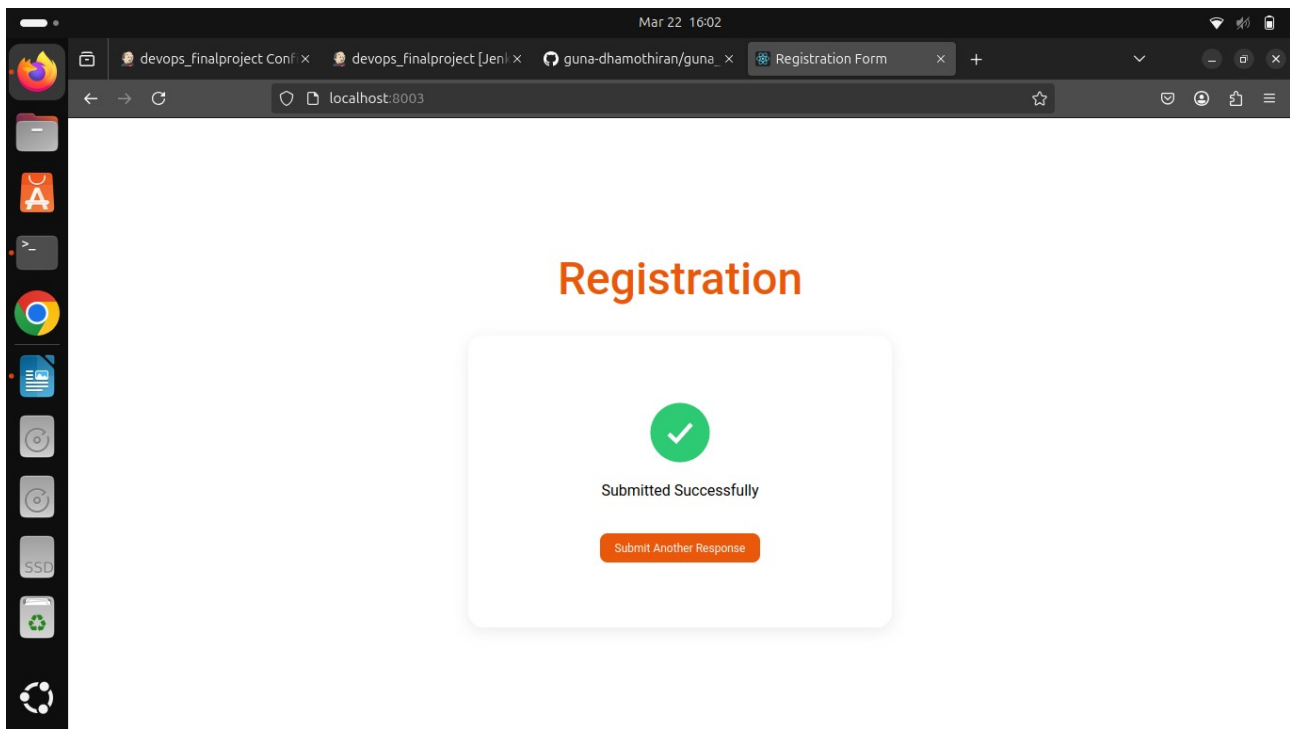 Mar 22 16:02
devops_finalproject Confi
devops_finalproject [Jenk
guna-dhamothiran/guna_
Registration Form
localhost:8003
Registration
Submitted Successfully
Submit Another Response
SSD